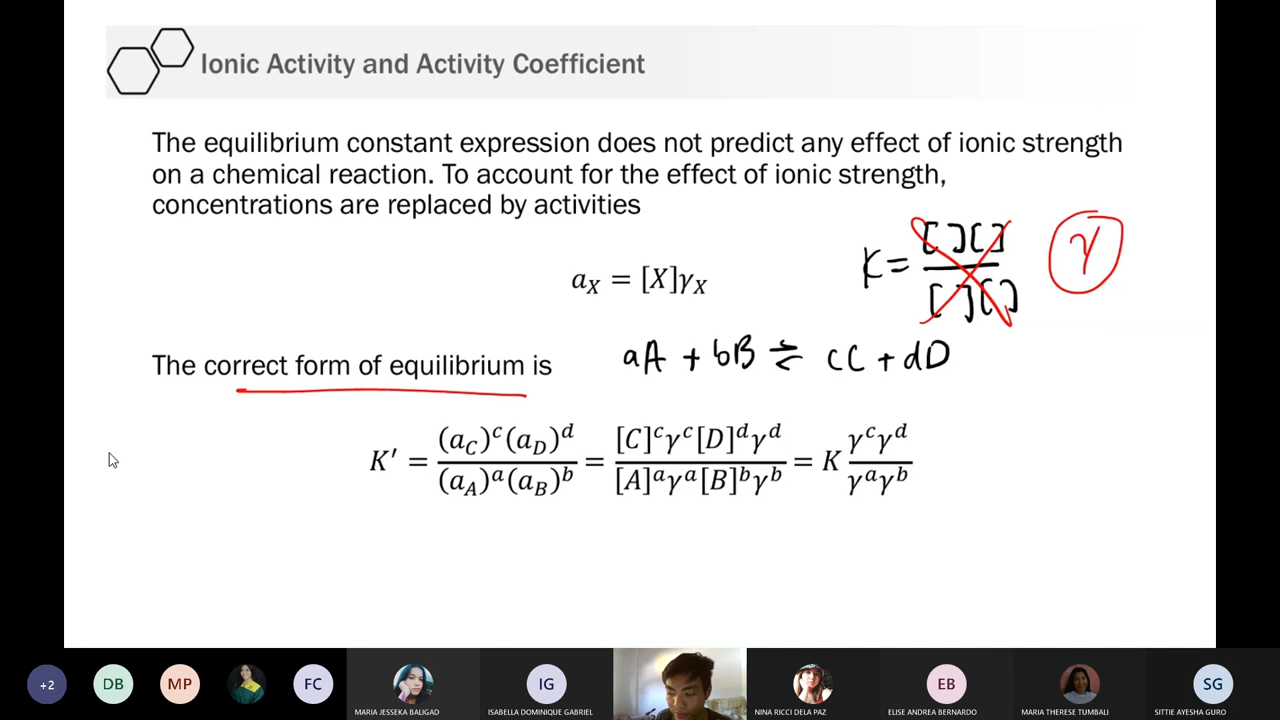 Ionic Activity and Activity Coefficient
The equilibrium constant expression does not predict any effect of ionic strength
on a chemical reaction. To account for the effect of ionic strength,
concentrations are replaced by activities
K = [ ][ ] / [ ][ ]
γ
a_X = [X]γ_X
aA + bB ⇌ cC + dD
The correct form of equilibrium is
K′ = (a_C)^c(a_D)^d / (a_A)^a(a_B)^b = [C]^cγ^c[D]^dγ^d / [A]^aγ^a[B]^bγ^b = K γ^cγ^d / γ^aγ^b
+2
DB
MP
FC
IG
EB
SG
MARIA JESSEKA BALIGAD
ISABELLA DOMINIQUE GABRIEL
NINA RICCI DELA PAZ
ELISE ANDREA BERNARDO
MARIA THERESE TUMBALI
SITTIE AYESHA GURO